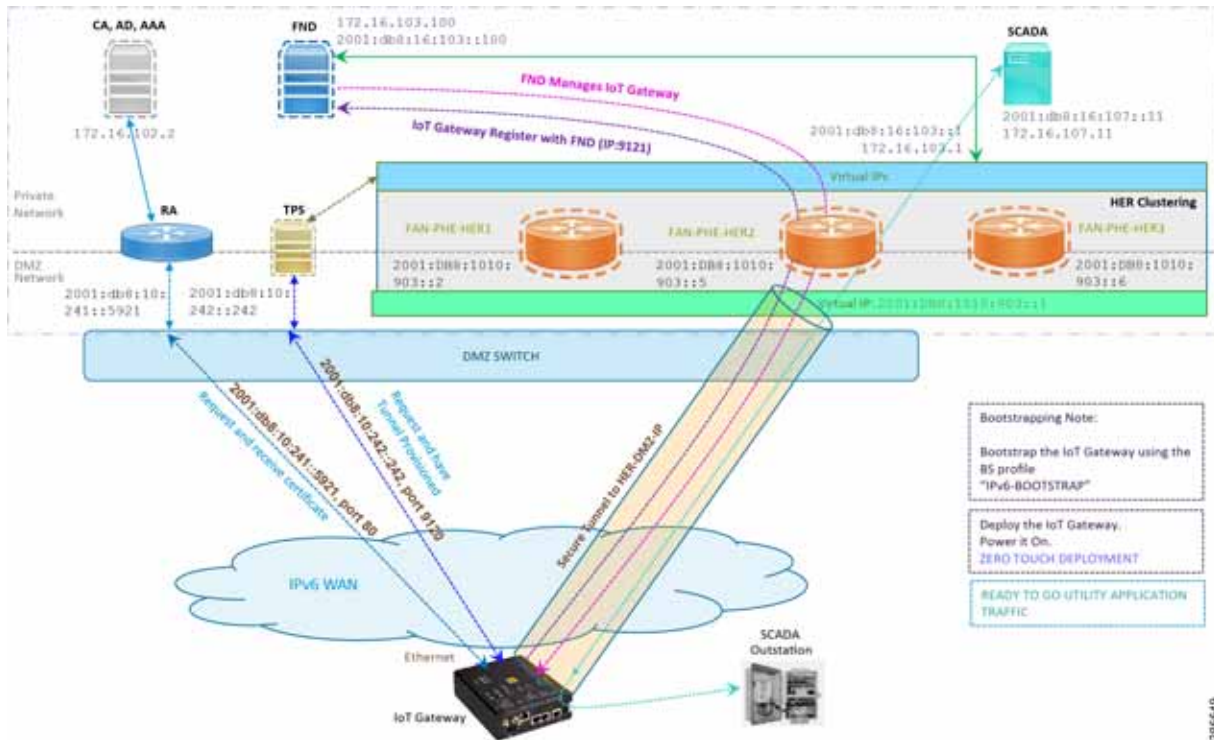 CA, AD, AAA
FND
172.16.103.100
2001:db8:16:103::100
SCADA
FND Manages IoT Gateway
IoT Gateway Register with FND (IP:9121)
172.16.102.2
2001:db8:16:107::11
172.16.107.11
2001:db8:16:103::1
172.16.103.1
Virtual IPs
Private
Network
RA
TPS
HER Clustering
FAN-PHE-HER1
FAN-PHE-HER2
FAN-PHE-HER3
DMZ
Network
2001:DB8:1010:
903::2
2001:DB8:1010:
903::5
2001:DB8:1010:
903::6
2001:db8:10:
241::5921
2001:db8:10:
242::242
Virtual IP: 2001:DB8:1010:903::1
DMZ SWITCH
2001:db8:10:241::5921, port 80
Request and receive certificate
2001:db8:10:242::242, port 9120
Request and have
Tunnel Provisioned
Secure Tunnel to HER-DMZ-IP
Bootstrapping Note:
Bootstrap the IoT Gateway using the
BS profile
"IPv6-BOOTSTRAP"
Deploy the IoT Gateway.
Power it On.
ZERO TOUCH DEPLOYMENT
READY TO GO UTILITY APPLICATION
TRAFFIC
IPv6 WAN
Ethernet
SCADA
Outstation
IoT Gateway